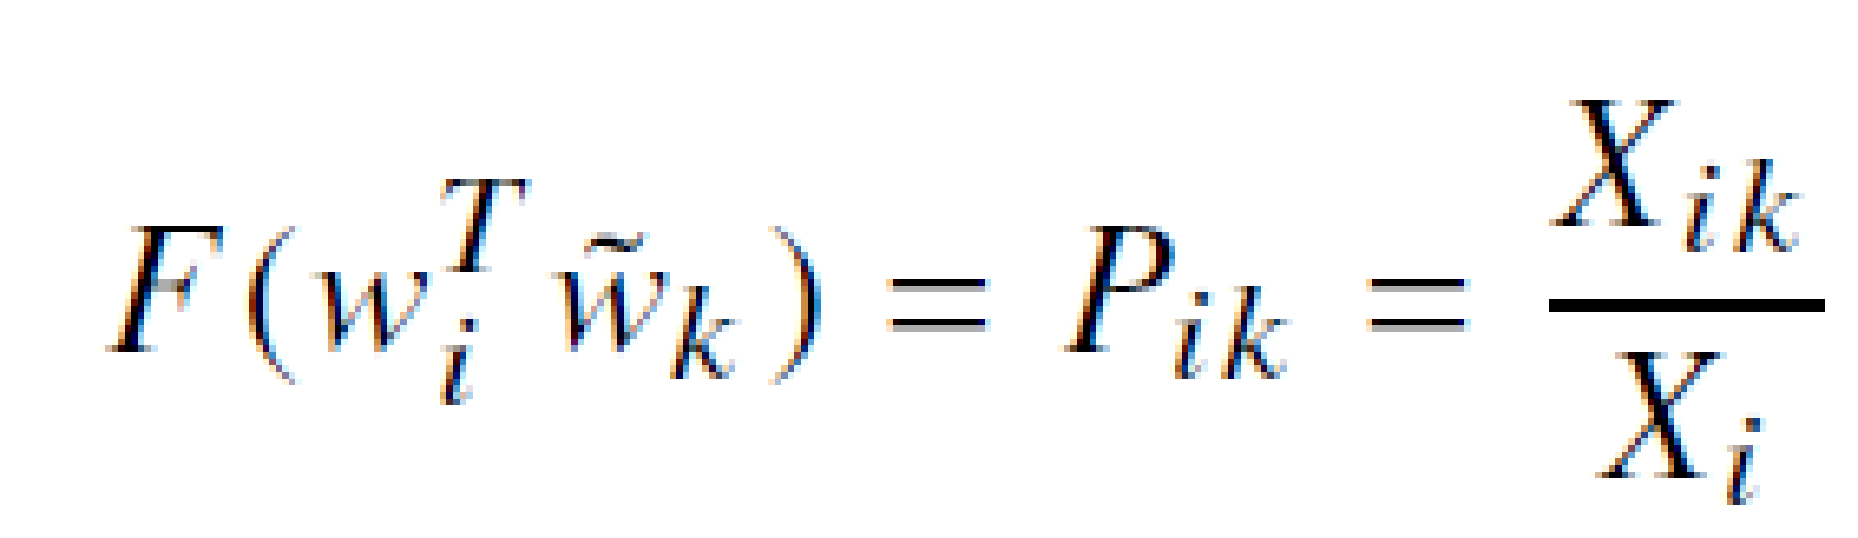 $F(w_i^T \tilde{w}_k) = P_{ik} = \frac{X_{ik}}{X_i}$